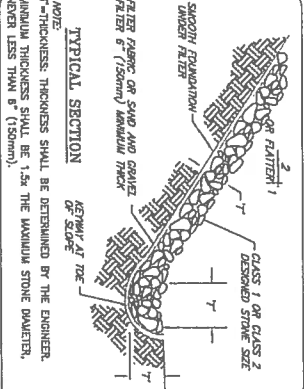 2
OR FLATTER 1
CLASS 1 OR CLASS 2
DESIGNED STONE SIZE
"T"
"T"
"T"
SMOOTH FOUNDATION
UNDER FILTER
FILTER FABRIC OR SAND AND GRAVEL
FILTER 6" (150mm) MINIMUM THICK
KEYWAY AT TOE
OF SLOPE
TYPICAL SECTION
NOTE:
"T"=THICKNESS: THICKNESS SHALL BE DETERMINED BY THE ENGINEER.
MINIMUM THICKNESS SHALL BE 1.5x THE MAXIMUM STONE DIAMETER,
NEVER LESS THAN 6" (150mm).